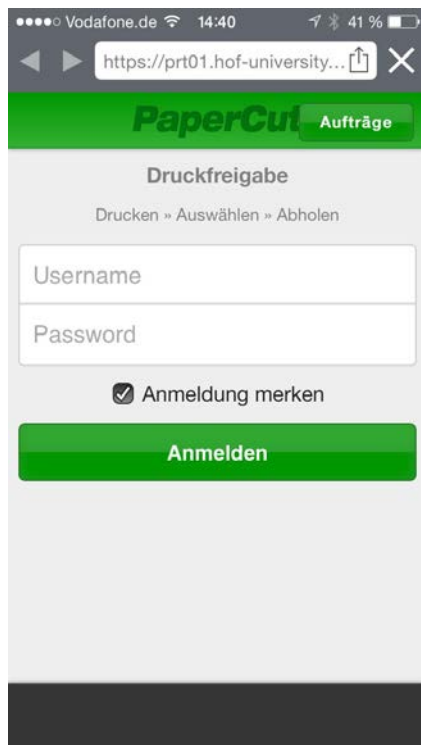 Vodafone.de 14:40 41 %
https://prt01.hof-university...
PaperCut Aufträge
Druckfreigabe
Drucken » Auswählen » Abholen
Username
Password
Anmeldung merken
Anmelden